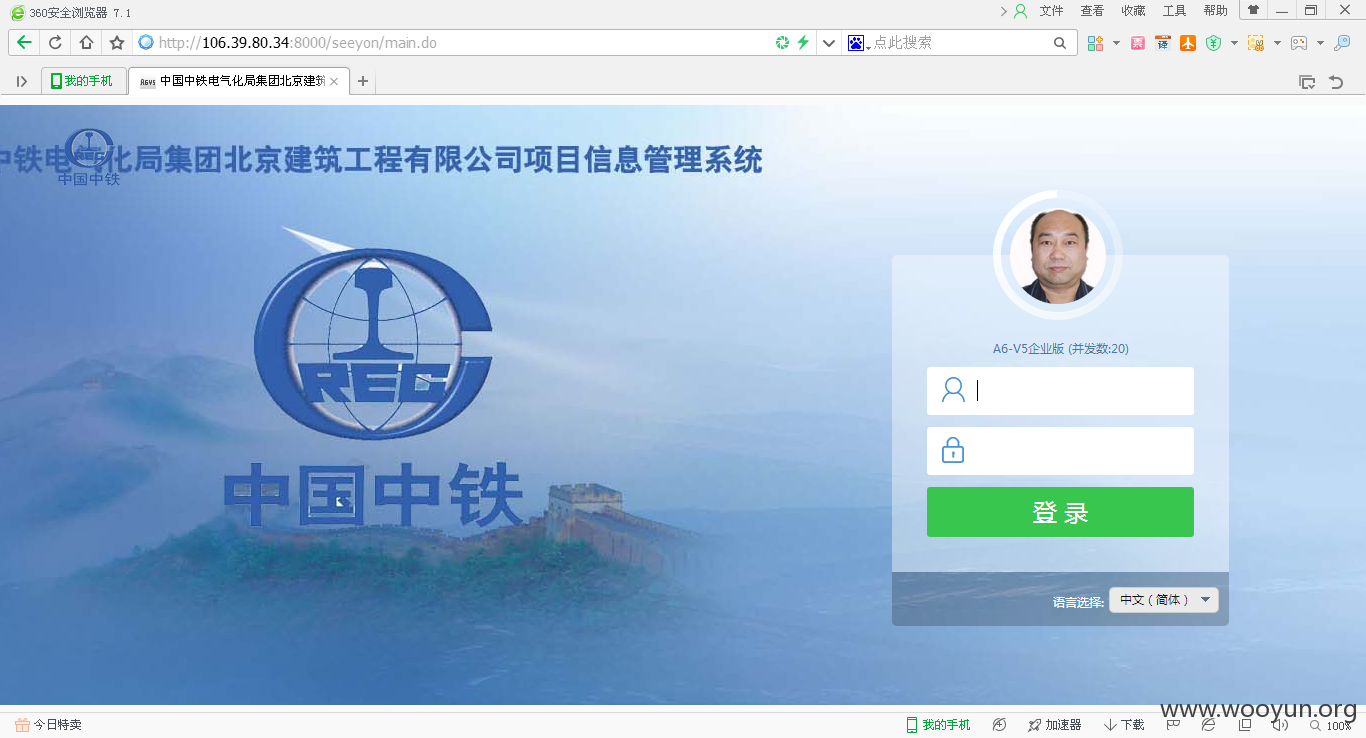 360安全浏览器 7.1
文件 查看 收藏 工具 帮助
http://106.39.80.34:8000/seeyon/main.do
点此搜索
我的手机
A6V5 中国中铁电气化局集团北京建筑
中铁电气化局集团北京建筑工程有限公司项目信息管理系统
CREC
中国中铁
CREC
中国中铁
A6-V5企业版 (并发数:20)
登录
语言选择: 中文（简体）
今日特卖
我的手机
加速器
下载
100%
www.wooyun.org